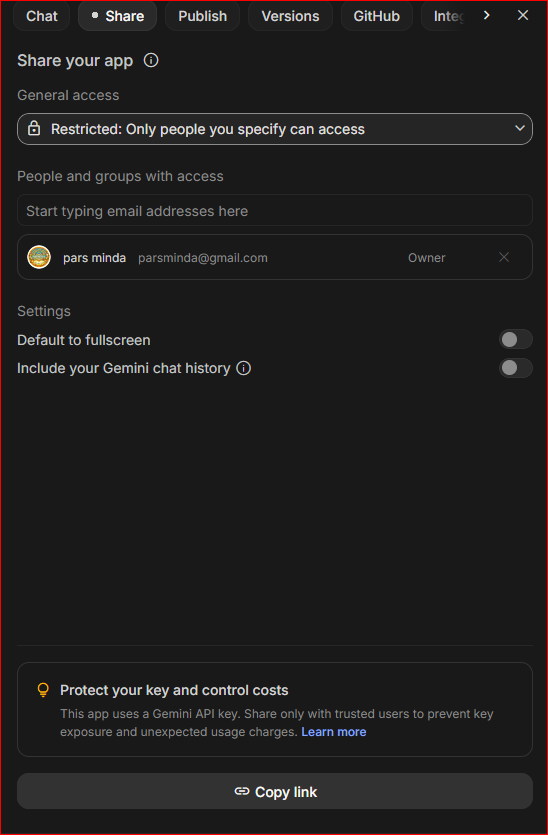 Chat Share Publish Versions GitHub
Share your app
General access
Restricted: Only people you specify can access
People and groups with access
Start typing email addresses here
pars minda parsminda@gmail.com Owner
Settings
Default to fullscreen
Include your Gemini chat history
Protect your key and control costs
This app uses a Gemini API key. Share only with trusted users to prevent key
exposure and unexpected usage charges. Learn more
Copy link